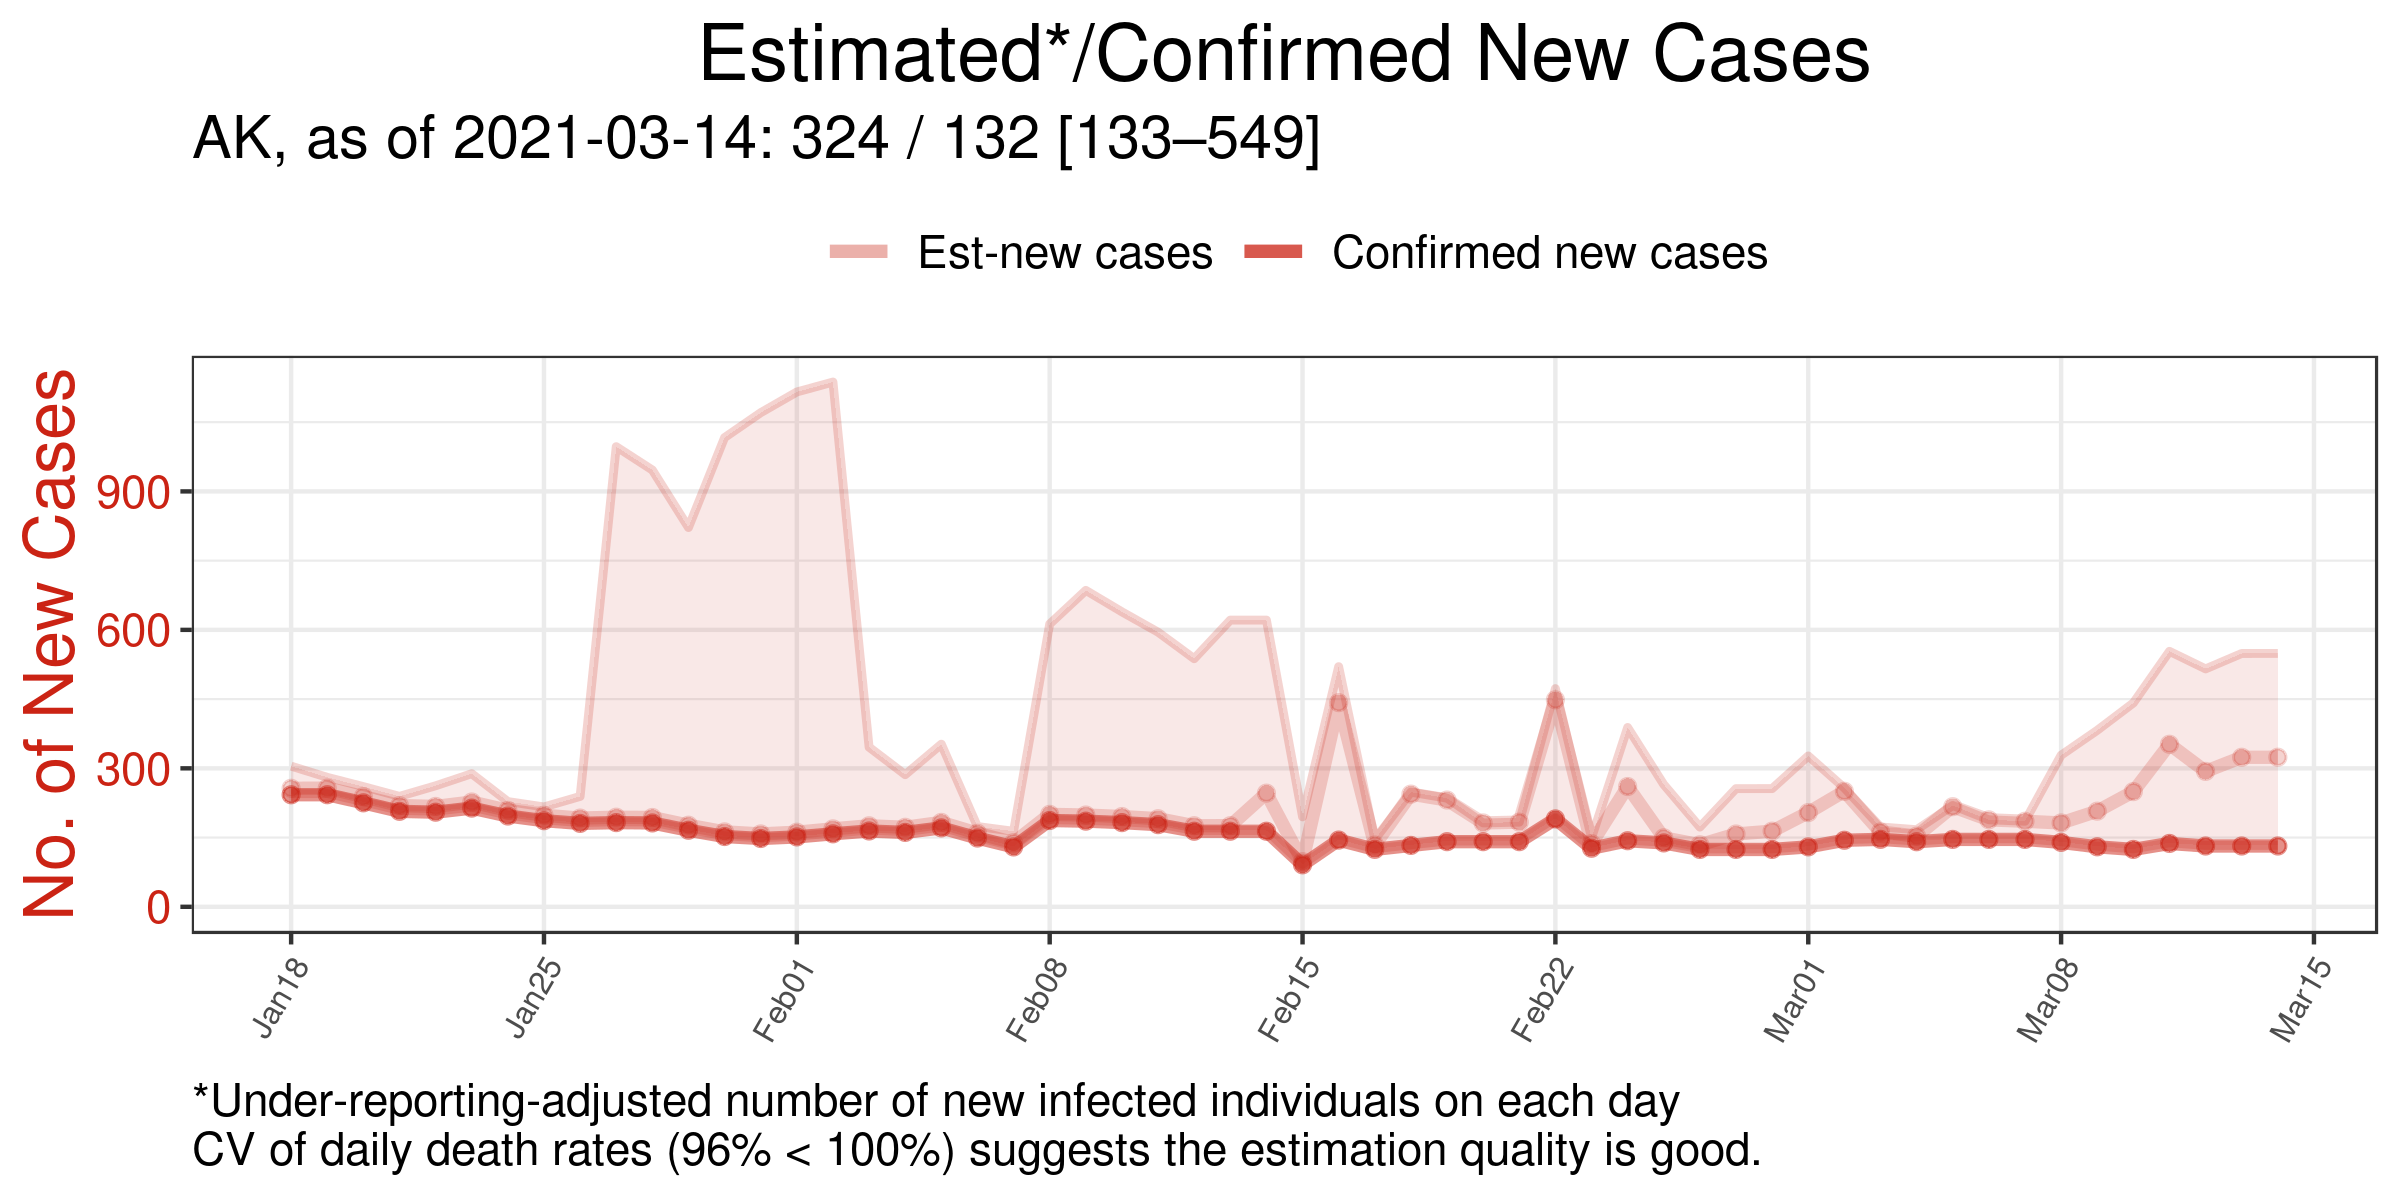 Estimated*/Confirmed New Cases
AK, as of 2021-03-14: 324 / 132 [133–549]
Est-new cases
Confirmed new cases
No. of New Cases
900
600
300
0
Jan18
Jan25
Feb01
Feb08
Feb15
Feb22
Mar01
Mar08
Mar15
*Under-reporting-adjusted number of new infected individuals on each day
CV of daily death rates (96% < 100%) suggests the estimation quality is good.